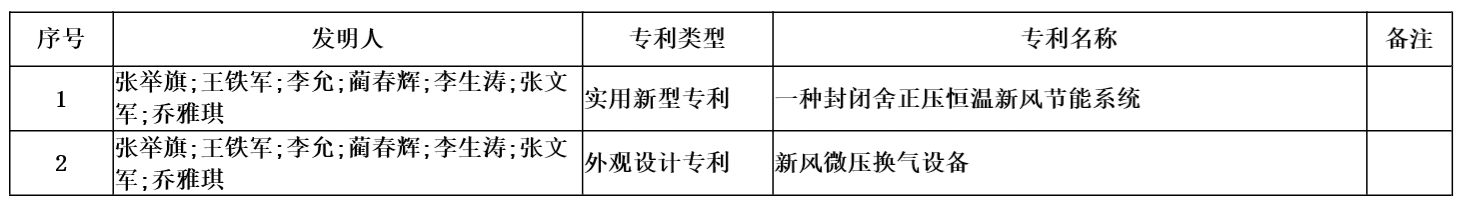 序号 发明人 专利类型 专利名称 备注
1 张举旗;王铁军;李允;蔺春辉;李生涛;张文军;乔雅琪 实用新型专利 一种封闭舍正压恒温新风节能系统
2 张举旗;王铁军;李允;蔺春辉;李生涛;张文军;乔雅琪 外观设计专利 新风微压换气设备